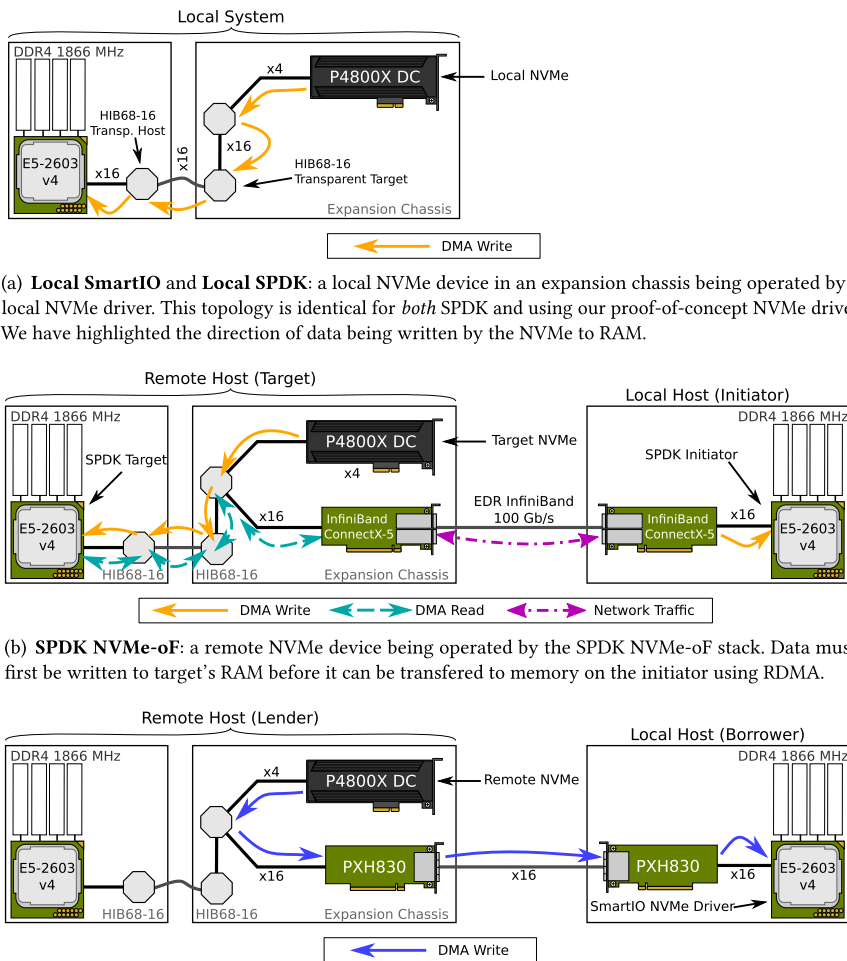 Local System
DDR4 1866 MHz
HIB68-16
Transp. Host
E5-2603
v4
x16
x16
x4
P4800X DC
Local NVMe
x16
HIB68-16
Transparent Target
Expansion Chassis
DMA Write
(a) Local SmartIO and Local SPDK: a local NVMe device in an expansion chassis being operated by
local NVMe driver. This topology is identical for both SPDK and using our proof-of-concept NVMe drive
We have highlighted the direction of data being written by the NVMe to RAM.
Remote Host (Target)
Local Host (Initiator)
DDR4 1866 MHz
SPDK Target
E5-2603
v4
HIB68-16
HIB68-16
P4800X DC
x4
Target NVMe
x16
InfiniBand
ConnectX-5
Expansion Chassis
EDR InfiniBand
100 Gb/s
DDR4 1866 MHz
SPDK Initiator
InfiniBand
ConnectX-5
x16
E5-2603
v4
DMA Write
DMA Read
Network Traffic
(b) SPDK NVMe-oF: a remote NVMe device being operated by the SPDK NVMe-oF stack. Data mus
first be written to target's RAM before it can be transfered to memory on the initiator using RDMA.
Remote Host (Lender)
Local Host (Borrower)
DDR4 1866 MHz
E5-2603
v4
HIB68-16
HIB68-16
x4
P4800X DC
Remote NVMe
x16
PXH830
Expansion Chassis
x16
DDR4 1866 MHz
PXH830
x16
E5-2603
v4
SmartIO NVMe Driver
DMA Write